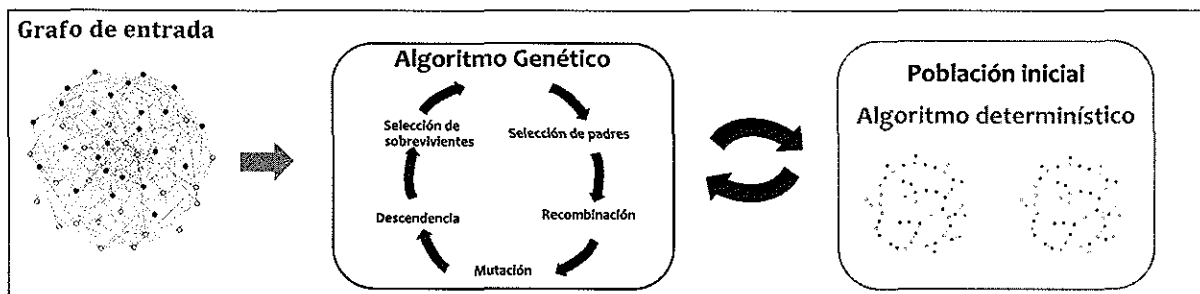 Grafo de entrada
Algoritmo Genético
Selección de
sobrevivientes
Selección de padres
Descendencia
Recombinación
Mutación
Población inicial
Algoritmo determinístico